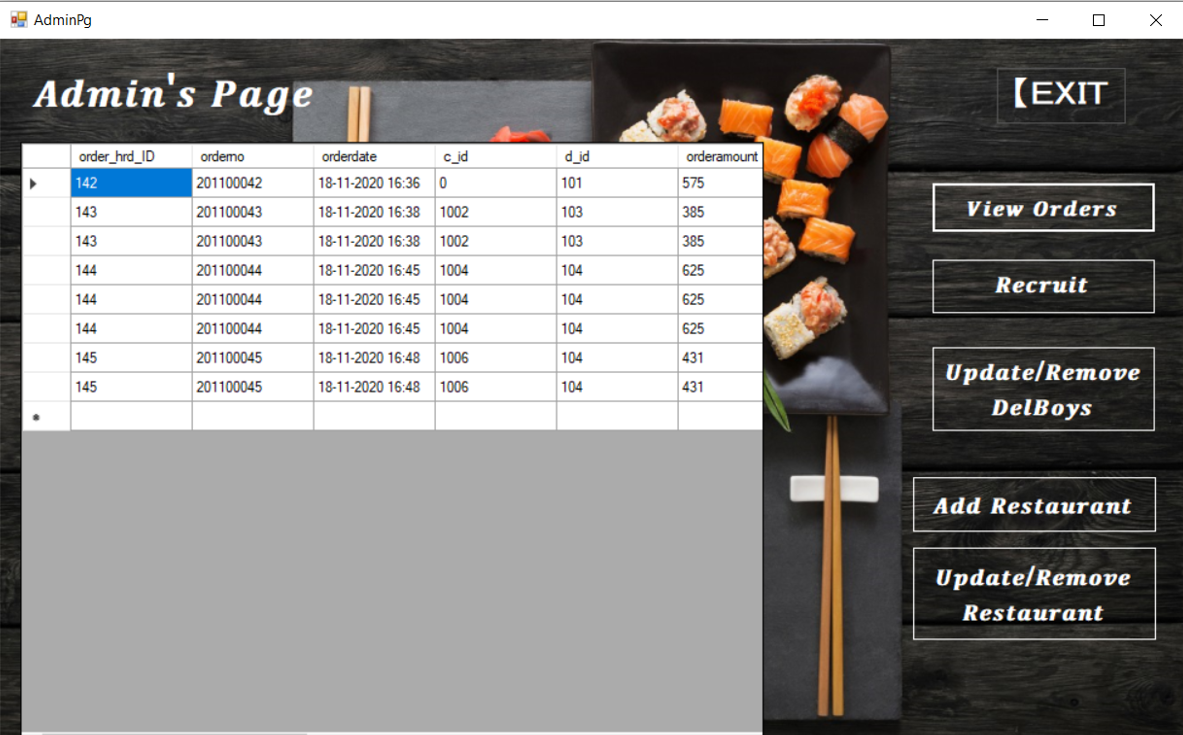 AdminPg
Admin's Page
【EXIT
order_hrd_ID orderno orderdate c_id d_id orderamount
142 201100042 18-11-2020 16:36 0 101 575
143 201100043 18-11-2020 16:38 1002 103 385
143 201100043 18-11-2020 16:38 1002 103 385
144 201100044 18-11-2020 16:45 1004 104 625
144 201100044 18-11-2020 16:45 1004 104 625
144 201100044 18-11-2020 16:45 1004 104 625
145 201100045 18-11-2020 16:48 1006 104 431
145 201100045 18-11-2020 16:48 1006 104 431
View Orders
Recruit
Update/Remove
DelBoys
Add Restaurant
Update/Remove
Restaurant